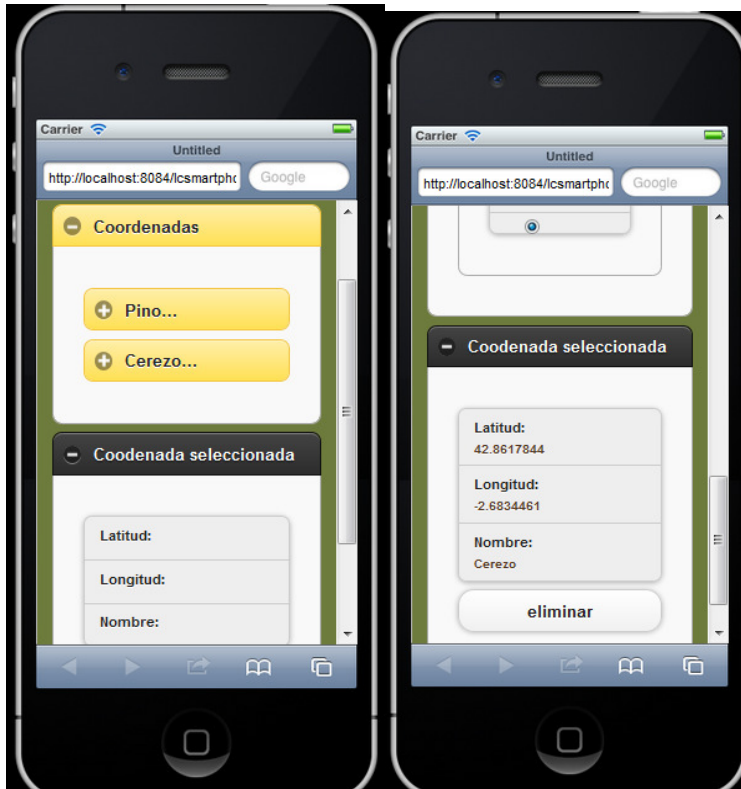 Carrier
Untitled
http://localhost:8084/lcsmartphc
Google
Coordenadas
Pino...
Cerezo...
Coodenada seleccionada
Latitud:
Longitud:
Nombre:
Carrier
Untitled
http://localhost:8084/lcsmartphc
Google
Coodenada seleccionada
Latitud:
42.8617844
Longitud:
-2.6834461
Nombre:
Cerezo
eliminar